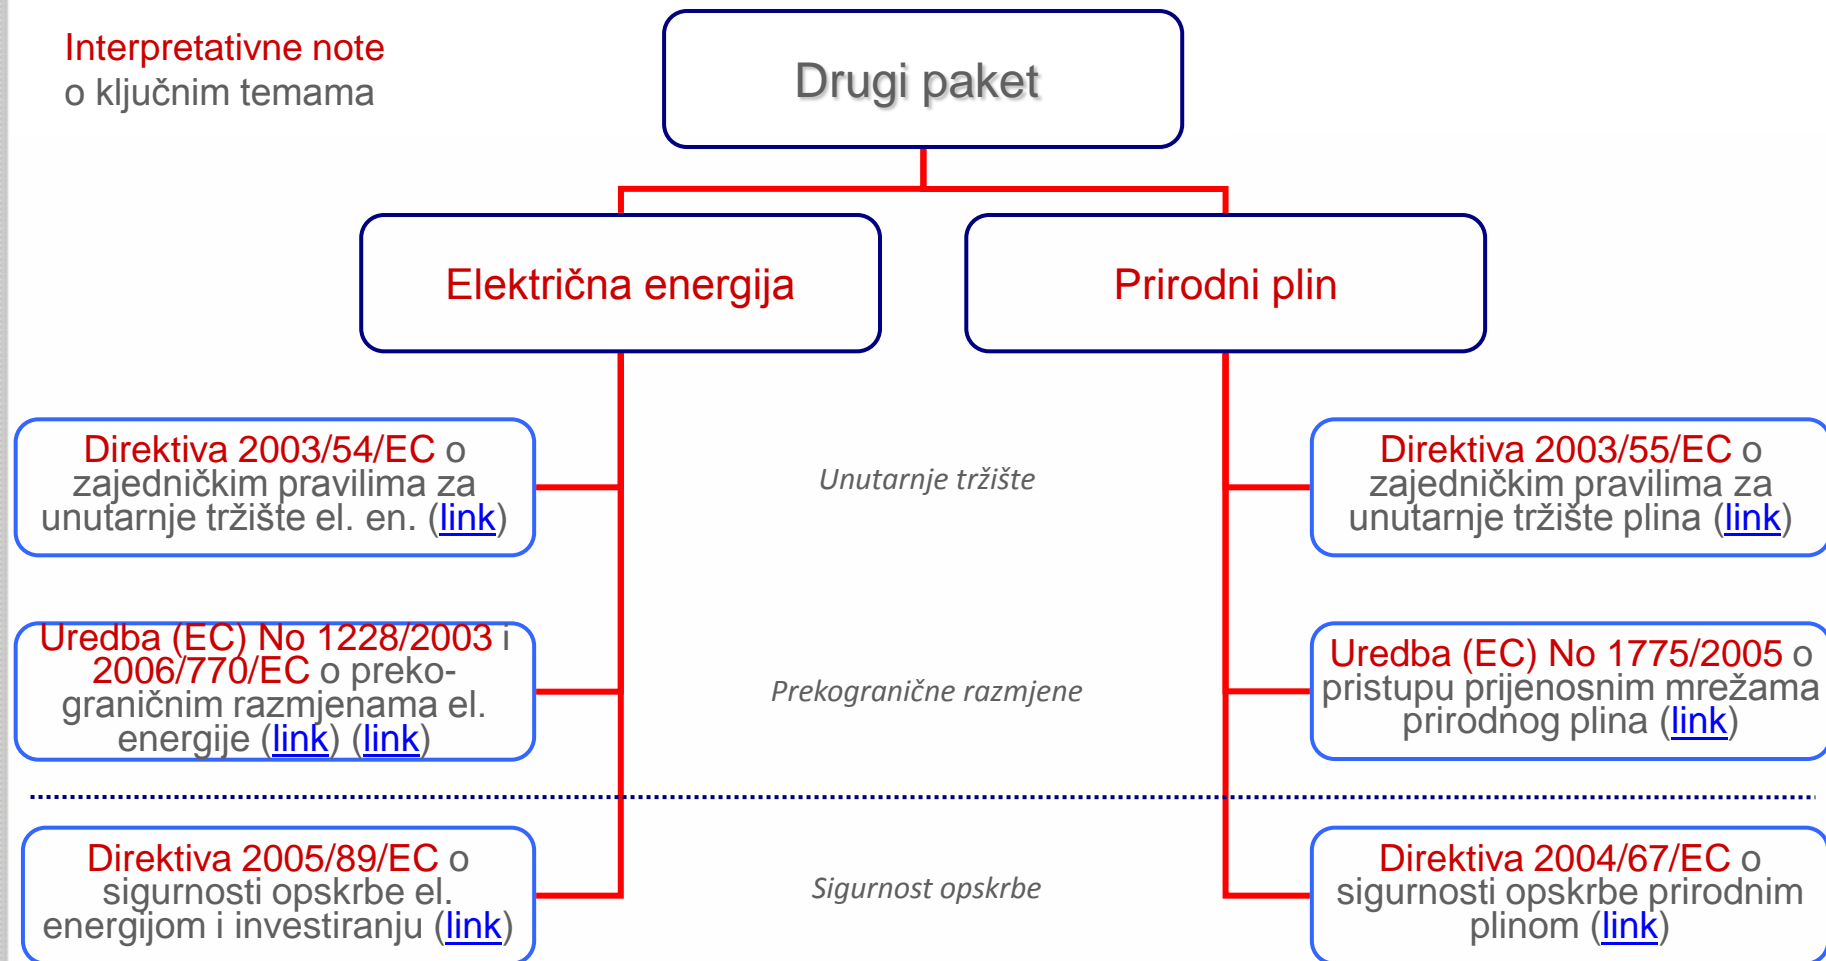 Interpretativne note
o ključnim temama
Drugi paket
Elekėtrična energija
Prirodni plin
Direktiva 2003/54/EC o
zajedničkim pravilima za
unutarnje tržište el. en. (link)
Unutarnje tržište
Direktiva 2003/55/EC o
zajedničkim pravilima za
unutarnje tržište plina (link)
Uredba (EC) No 1228/2003 i
2006/770/EC o preko-
graničnim razmjenama el.
energije (link) (link)
Prekogranične razmjene
Uredba (EC) No 1775/2005 o
pristupu prijenosnim mrežama
prirodnog plina (link)
Direktiva 2005/89/EC o
sigurnosti opskrbe el.
energijom i investiranju (link)
Sigurnost opskrbe
Direktiva 2004/67/EC o
sigurnosti opskrbe prirodnim
plinom (link)